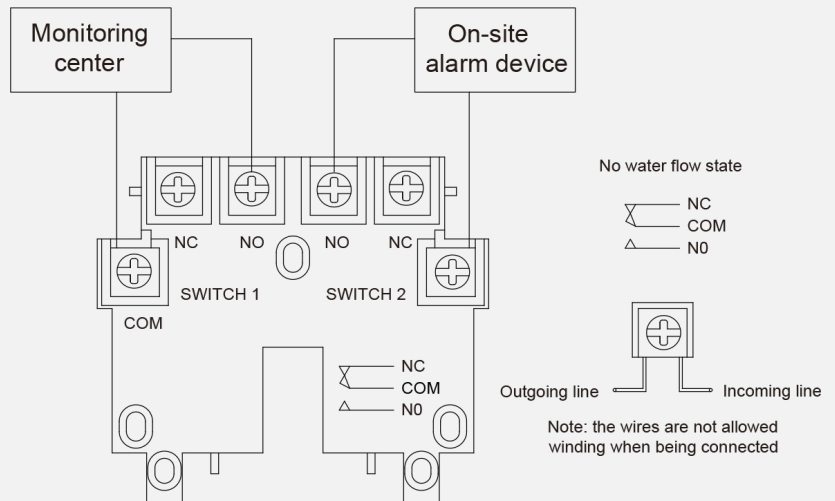 Monitoring
center
On-site
alarm device
No water flow state
NC
COM
N0
NC
NO
NO
NC
SWITCH 1
SWITCH 2
COM
NC
COM
N0
Outgoing line
Incoming line
Note: the wires are not allowed
winding when being connected